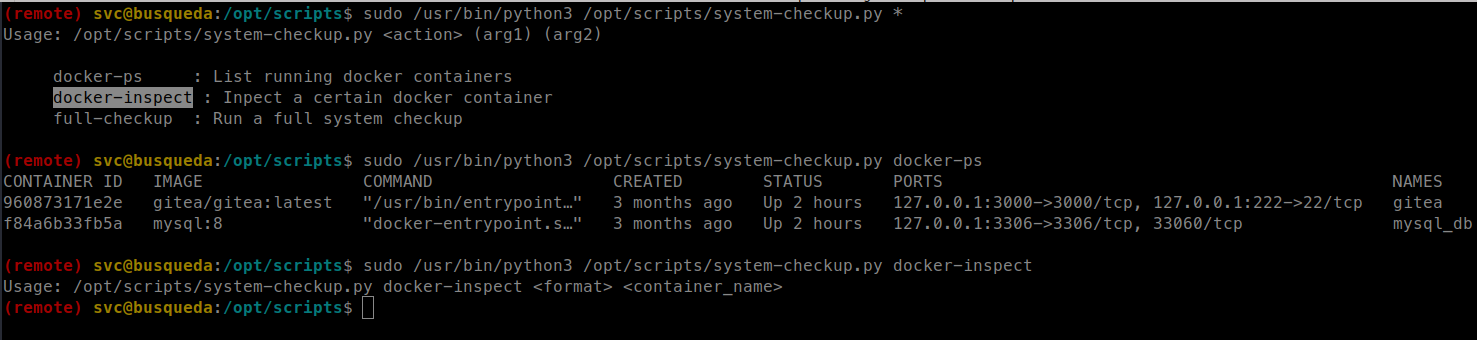 (remote) svc@busqueda:/opt/scripts$ sudo /usr/bin/python3 /opt/scripts/system-checkup.py *
Usage: /opt/scripts/system-checkup.py <action> (arg1) (arg2)
     docker-ps     : List running docker containers
     docker-inspect : Inpect a certain docker container
     full-checkup  : Run a full system checkup
(remote) svc@busqueda:/opt/scripts$ sudo /usr/bin/python3 /opt/scripts/system-checkup.py docker-ps
CONTAINER ID   IMAGE                COMMAND                  CREATED        STATUS       PORTS                                             NAMES
960873171e2e   gitea/gitea:latest   "/usr/bin/entrypoint…"   3 months ago   Up 2 hours   127.0.0.1:3000->3000/tcp, 127.0.0.1:222->22/tcp   gitea
f84a6b33fb5a   mysql:8              "docker-entrypoint.s…"   3 months ago   Up 2 hours   127.0.0.1:3306->3306/tcp, 33060/tcp               mysql_db
(remote) svc@busqueda:/opt/scripts$ sudo /usr/bin/python3 /opt/scripts/system-checkup.py docker-inspect
Usage: /opt/scripts/system-checkup.py docker-inspect <format> <container_name>
(remote) svc@busqueda:/opt/scripts$